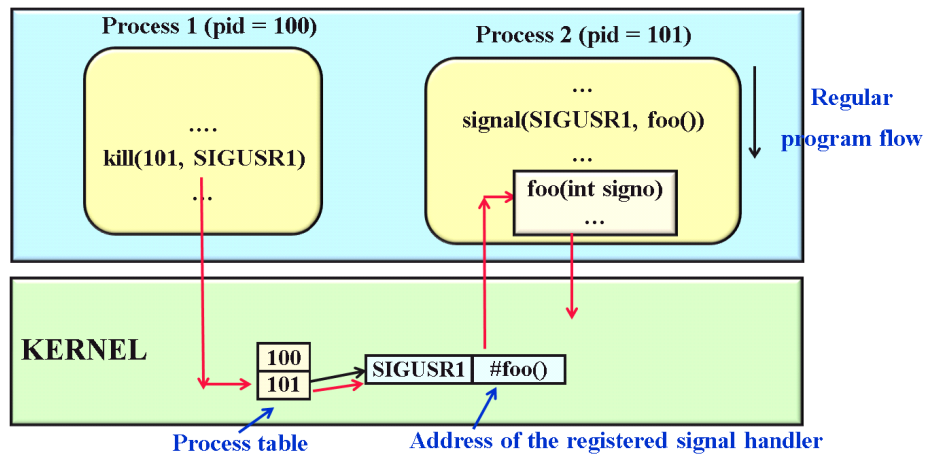 Process 1 (pid = 100)
....
kill(101, SIGUSR1)
...
Process 2 (pid = 101)
...
signal(SIGUSR1, foo())
...
foo(int signo)
...
Regular
program flow
KERNEL
100
101
SIGUSR1
#foo()
Process table
Address of the registered signal handler